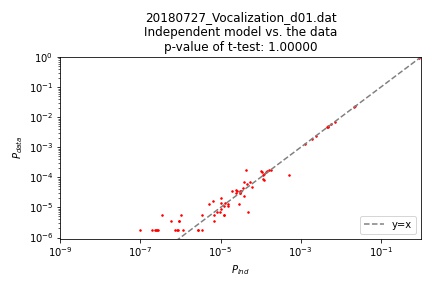 20180727_Vocalization_d01.dat
Independent model vs. the data
p-value of t-test: 1.00000
10^0
10^-1
10^-2
10^-3
10^-4
10^-5
10^-6
P_data
10^-9
10^-7
10^-5
10^-3
10^-1
P_ind
y=x